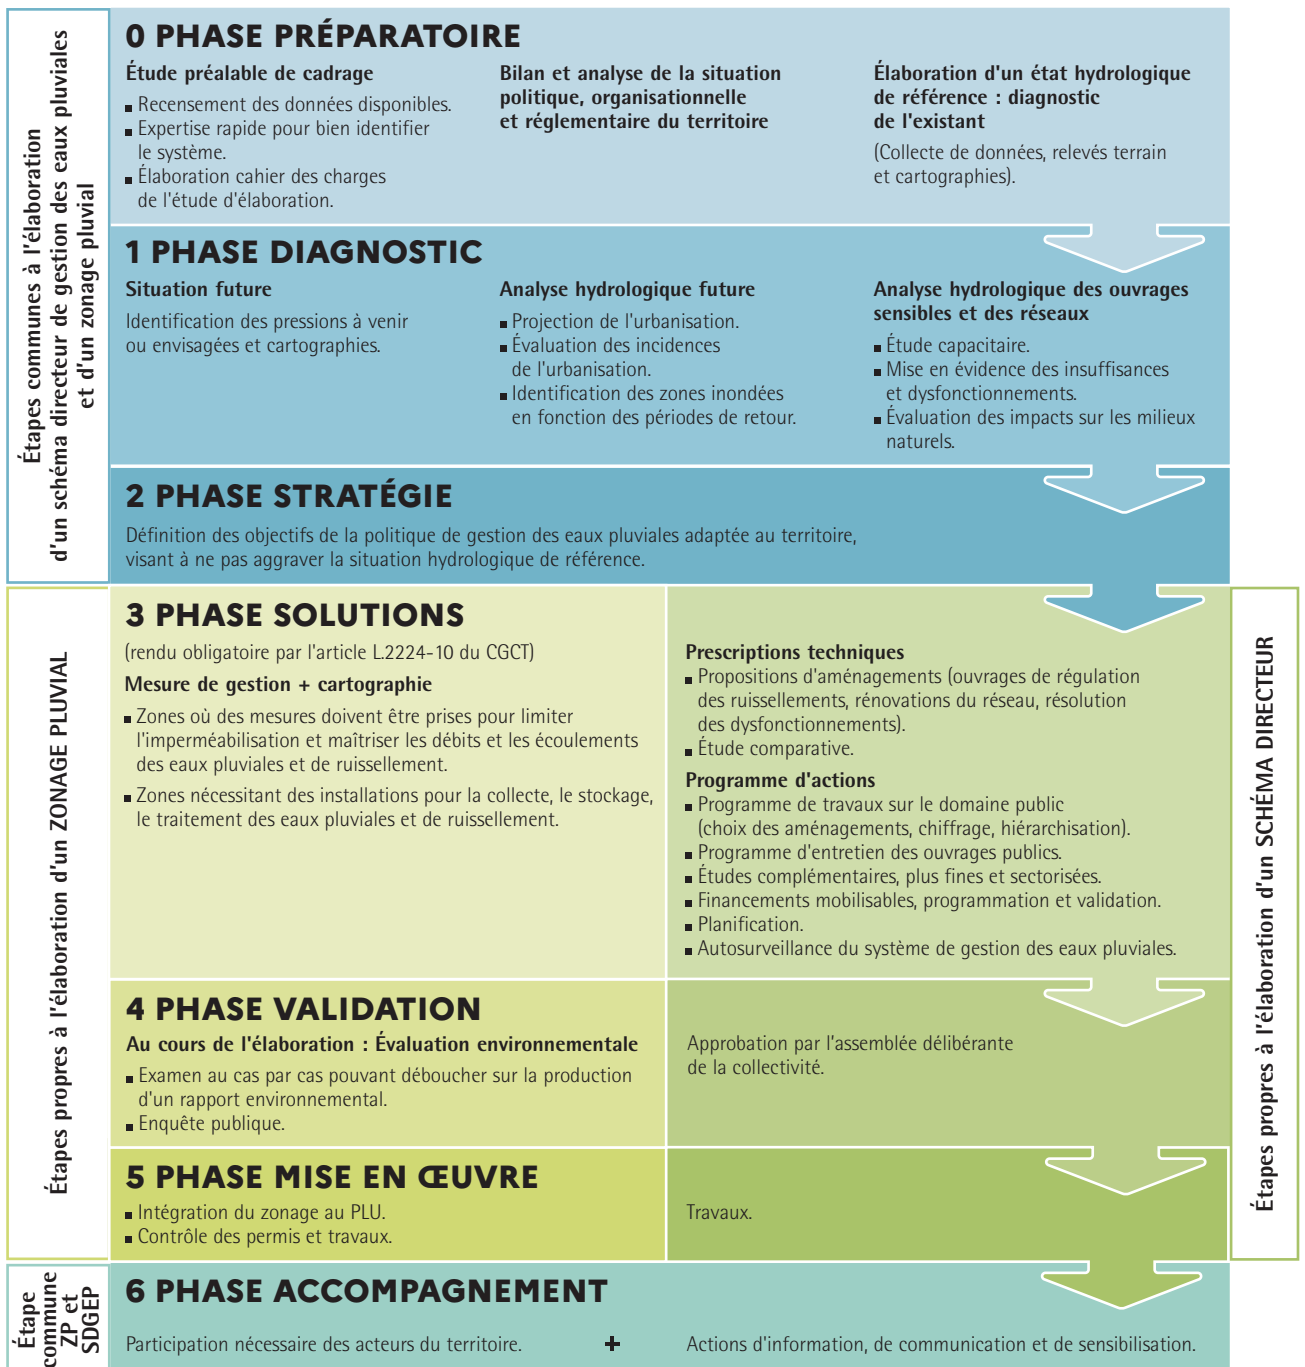 Étapes communes à l'élaboration
d'un schéma directeur de gestion des eaux pluviales
et d'un zonage pluvial
0 PHASE PRÉPARATOIRE
Étude préalable de cadrage
Recensement des données disponibles.
Expertise rapide pour bien identifier
le système.
Élaboration cahier des charges
de l'étude d'élaboration.
Bilan et analyse de la situation
politique, organisationnelle
et réglementaire du territoire
Élaboration d'un état hydrologique
de référence : diagnostic
de l'existant
(Collecte de données, relevés terrain
et cartographies).
1 PHASE DIAGNOSTIC
Situation future
Identification des pressions à venir
ou envisagées et cartographies.
Analyse hydrologique future
Projection de l'urbanisation.
Évaluation des incidences
de l'urbanisation.
Identification des zones inondées
en fonction des périodes de retour.
Analyse hydrologique des ouvrages
sensibles et des réseaux
Étude capacitaire.
Mise en évidence des insuffisances
et dysfonctionnements.
Évaluation des impacts sur les milieux
naturels.
2 PHASE STRATÉGIE
Définition des objectifs de la politique de gestion des eaux pluviales adaptée au territoire,
visant à ne pas aggraver la situation hydrologique de référence.
Étapes propres à l'élaboration d'un ZONAGE PLUVIAL
3 PHASE SOLUTIONS
(rendu obligatoire par l'article L.2224-10 du CGCT)
Mesure de gestion + cartographie
Zones où des mesures doivent être prises pour limiter
l'imperméabilisation et maîtriser les débits et les écoulements
des eaux pluviales et de ruissellement.
Zones nécessitant des installations pour la collecte, le stockage,
le traitement des eaux pluviales et de ruissellement.
Prescriptions techniques
Propositions d'aménagements (ouvrages de régulation
des ruissellements, rénovations du réseau, résolution
des dysfonctionnements).
Étude comparative.
Programme d'actions
Programme de travaux sur le domaine public
(choix des aménagements, chiffrage, hiérarchisation).
Programme d'entretien des ouvrages publics.
Études complémentaires, plus fines et sectorisées.
Financements mobilisables, programmation et validation.
Planification.
Autosurveillance du système de gestion des eaux pluviales.
Étapes propres à l'élaboration d'un SCHÉMA DIRECTEUR
4 PHASE VALIDATION
Au cours de l'élaboration : Évaluation environnementale
Examen au cas par cas pouvant déboucher sur la production
d'un rapport environnemental.
Enquête publique.
Approbation par l'assemblée délibérante
de la collectivité.
5 PHASE MISE EN ŒUVRE
Intégration du zonage au PLU.
Contrôle des permis et travaux.
Travaux.
Étape
commune
ZP et
SDGEP
6 PHASE ACCOMPAGNEMENT
Participation nécessaire des acteurs du territoire. + Actions d'information, de communication et de sensibilisation.